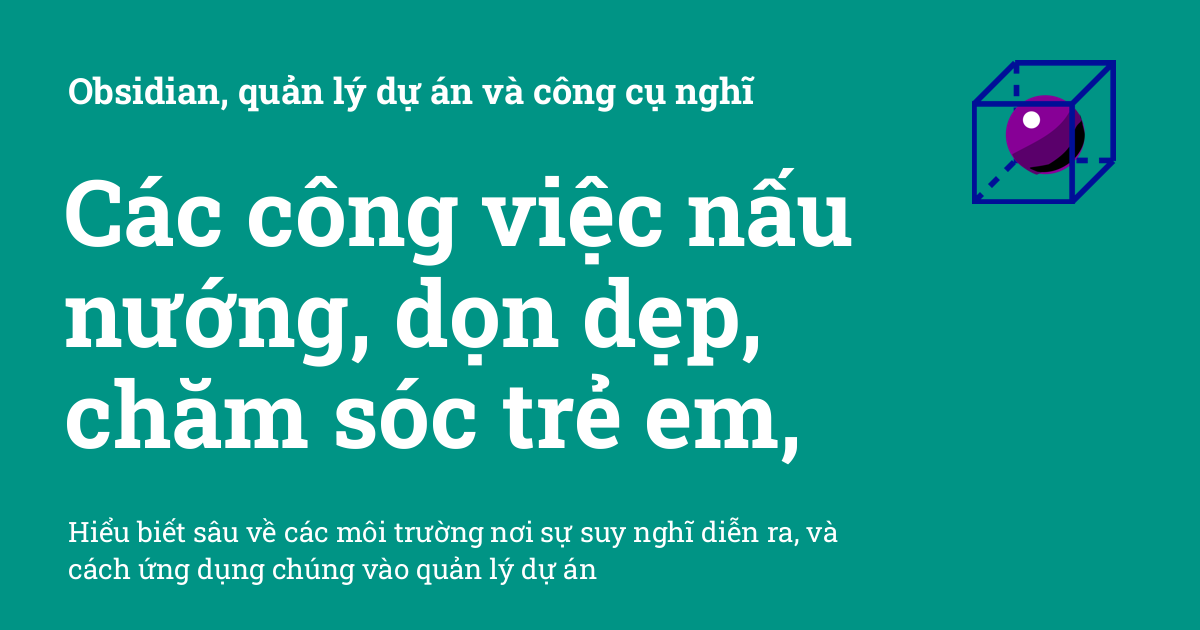 Obsidian, quản lý dự án và công cụ nghĩ
Các công việc nấu
nướng, dọn dẹp,
chăm sóc trẻ em,
Hiểu biết sâu về các môi trường nơi sự suy nghĩ diễn ra, và
cách ứng dụng chúng vào quản lý dự án